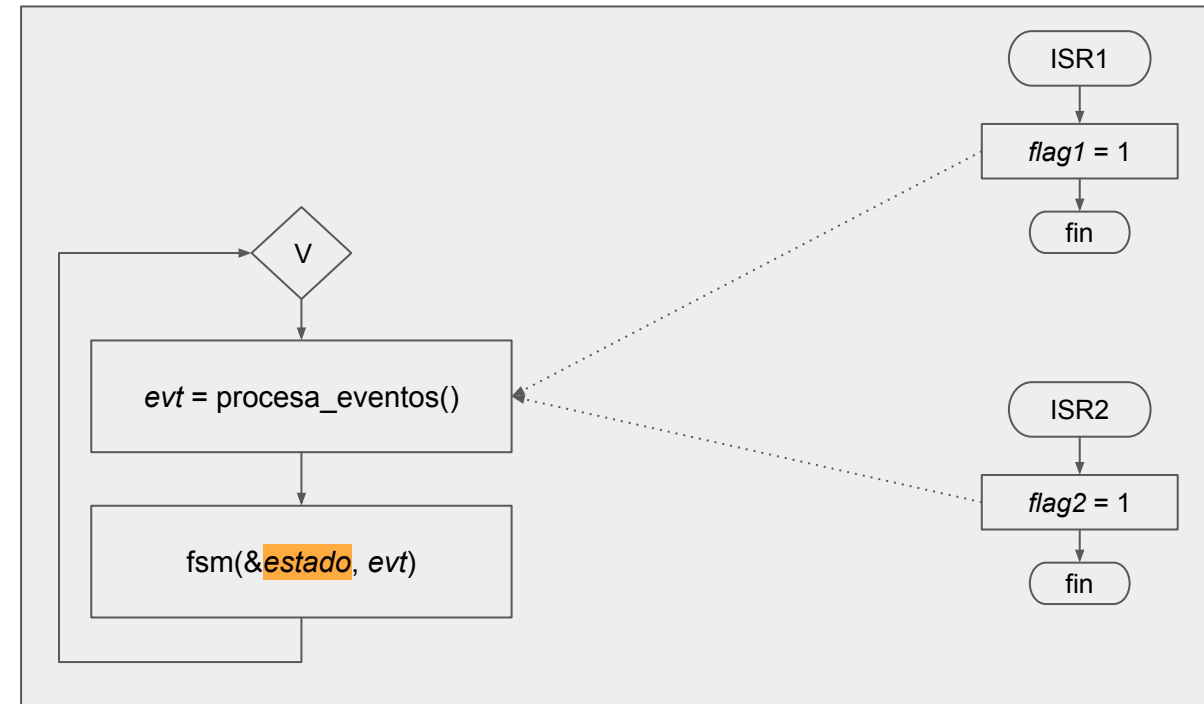 ISR1
flag1 = 1
fin
V
evt = procesa_eventos()
fsm(&estado, evt)
ISR2
flag2 = 1
fin